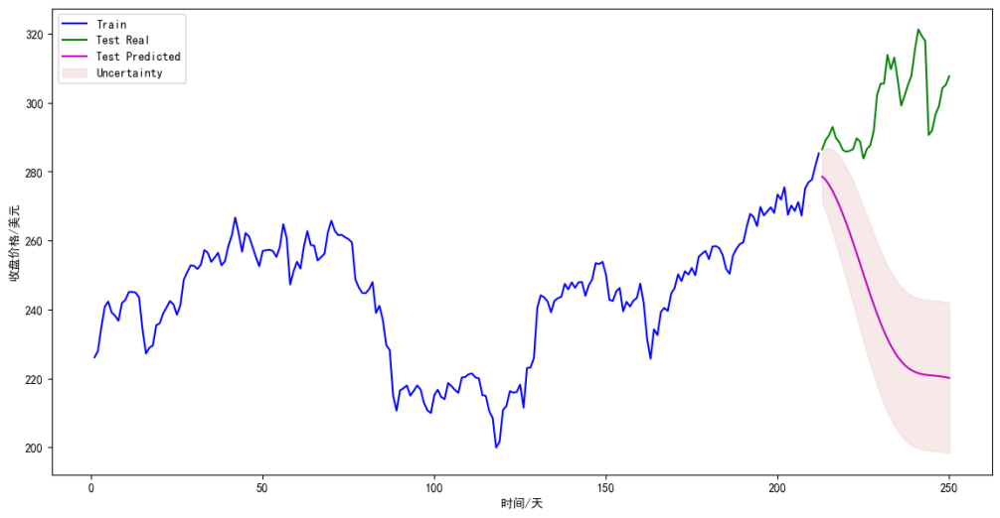 Train
Test Real
Test Predicted
Uncertainty
收盘价格/美元
320
300
280
260
240
220
200
0
50
100
150
200
250
时间/天